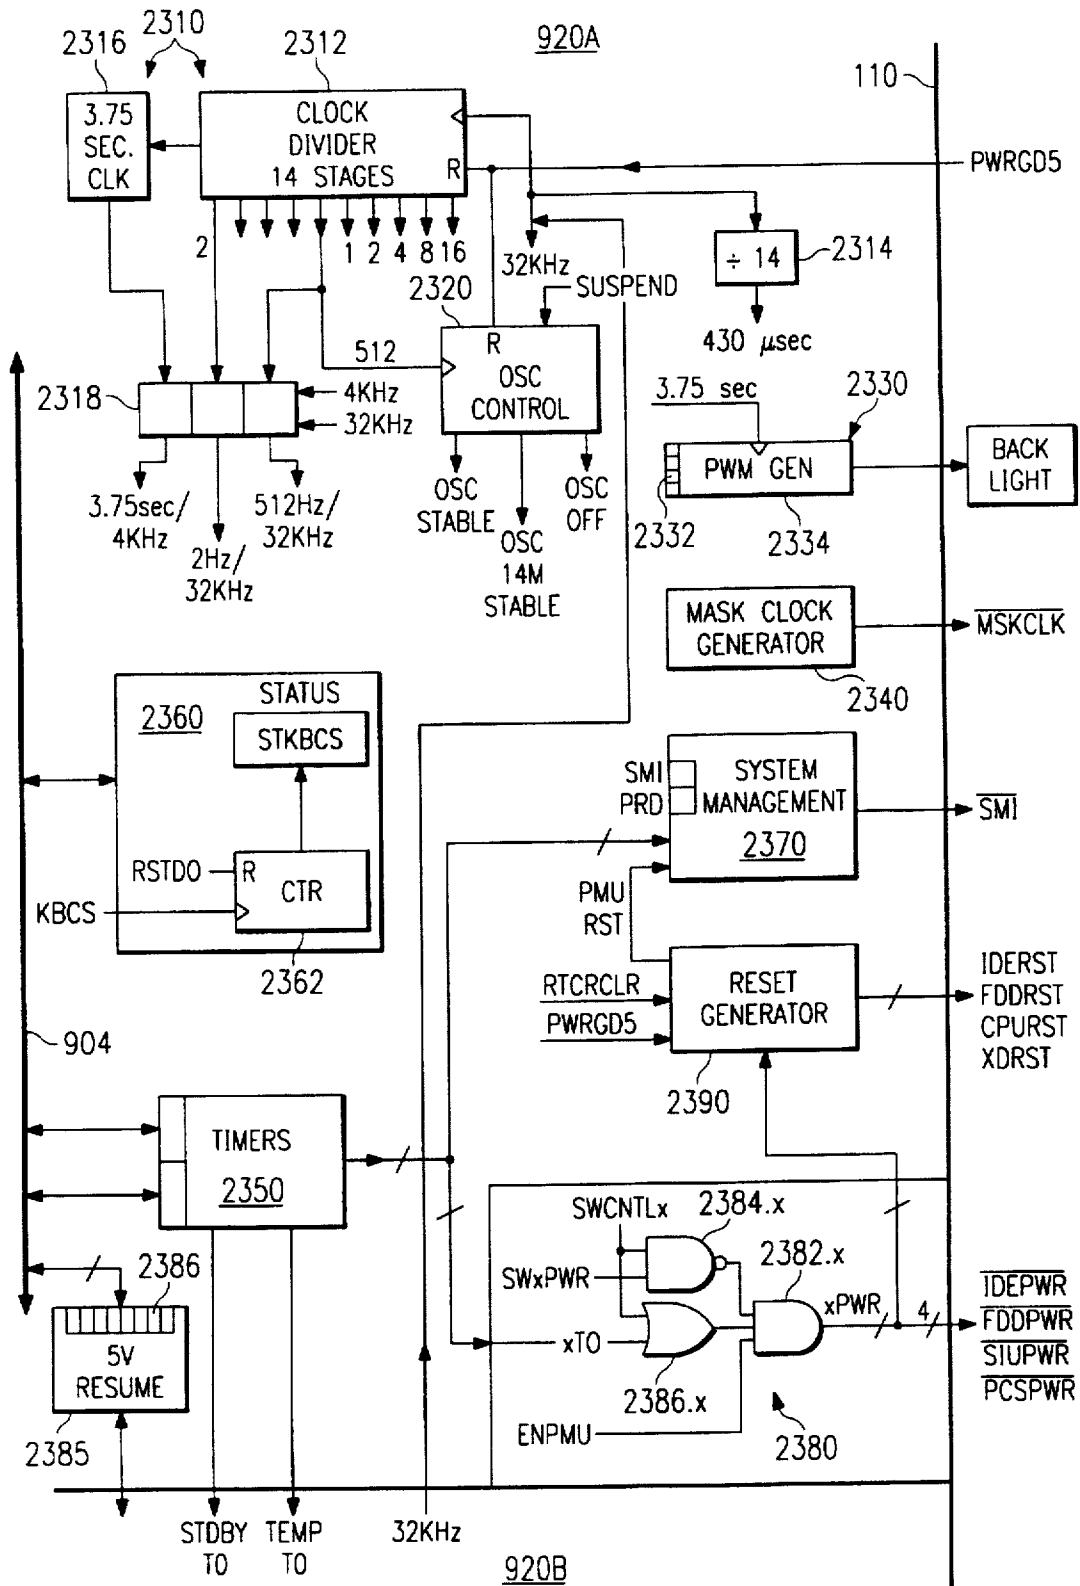 920A
2310
2316
2312
110
3.75
SEC.
CLK
CLOCK
DIVIDER
14 STAGES
R
PWRGD5
2
1 2 4 8 16
32KHz
÷ 14
2314
2320
SUSPEND
430 µsec
512
R
OSC
CONTROL
2318
4KHz
32KHz
3.75 sec
2330
PWM GEN
BACK
LIGHT
3.75sec/
4KHz
2Hz/
32KHz
512Hz/
32KHz
OSC
STABLE
OSC
14M
STABLE
OSC
OFF
2332
2334
MASK CLOCK
GENERATOR
MSKCLK
2340
STATUS
2360
STKBCS
SMI
PRD
SYSTEM
MANAGEMENT
2370
SMI
RSTDO
R
CTR
KBCS
2362
PMU
RST
RTCRCLR
PWRGD5
RESET
GENERATOR
2390
IDERST
FDDRST
CPURST
XDRST
904
TIMERS
2350
SWCNTLx
2384.x
2382.x
SWxPWR
xPWR
4
IDEPWR
FDDPWR
SIUPWR
PCSPWR
xTO
2386.x
ENPMU
2380
2386
5V
RESUME
2385
STDBY
TO
TEMP
TO
32KHz
920B